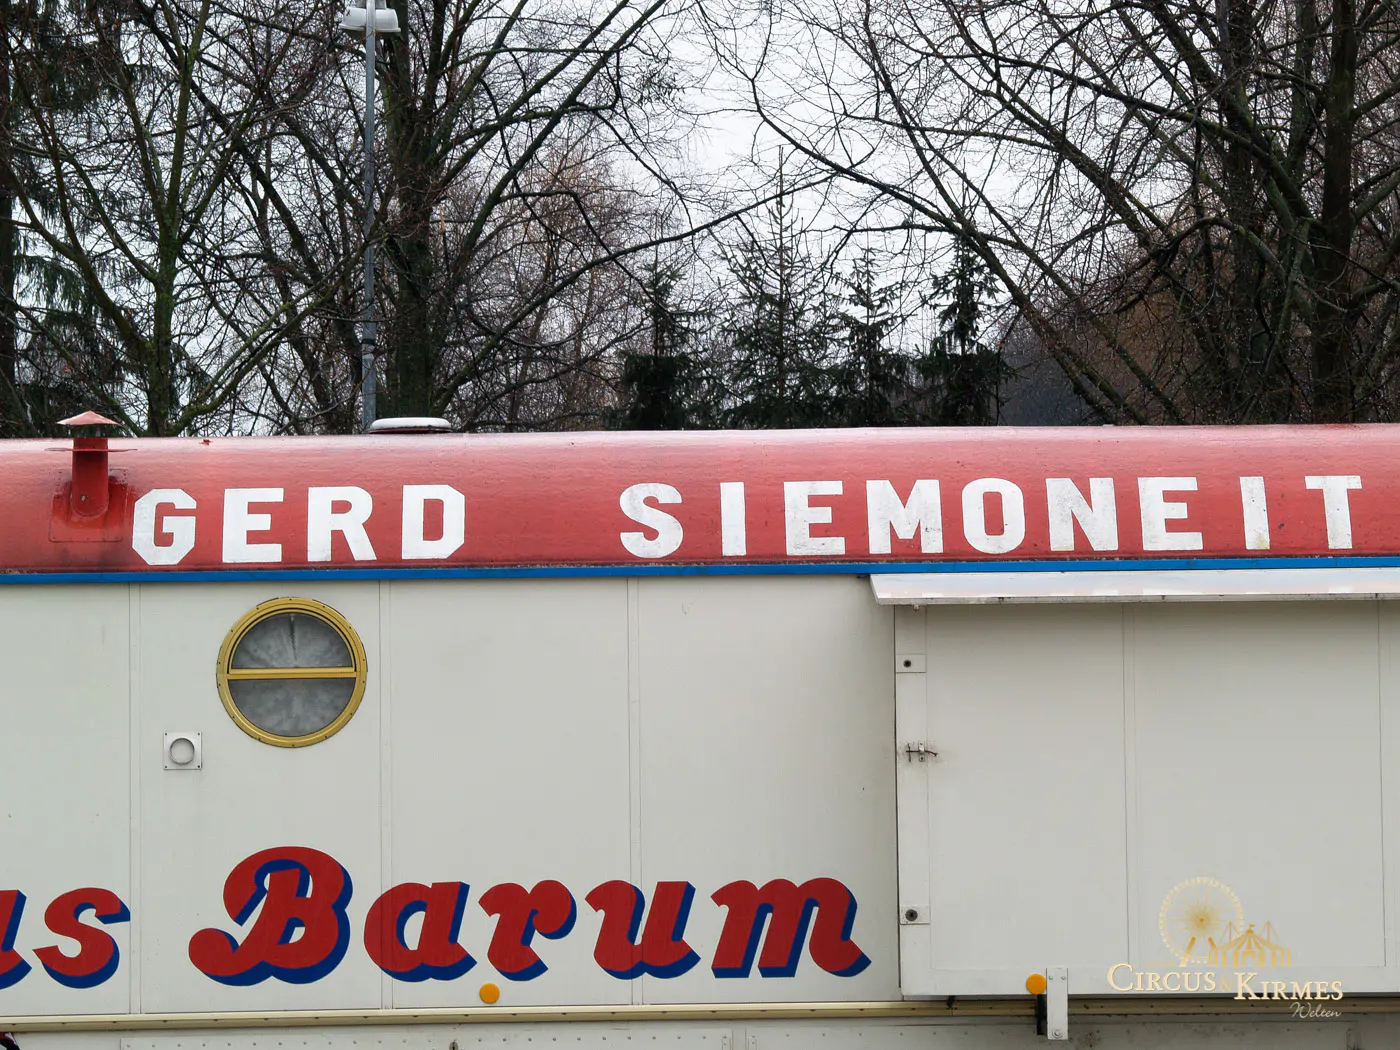 GERD SIEMONEIT
us Barum
CIRCUS & KIRMES
Welten